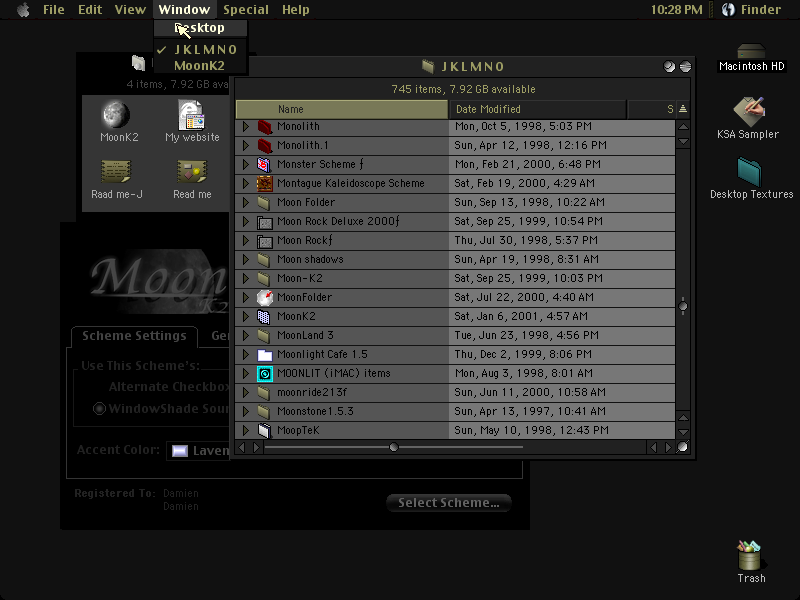 File Edit View Window Special Help 10:28 PM Finder
Desktop
✓ JKLMNO
MoonK2
4 items, 7.92 GB ava
MoonK2
My website
Raad me-J
Read me
JKLMNO
745 items, 7.92 GB available
Name Date Modified S
Monolith Mon, Oct 5, 1998, 5:03 PM
Monolith.1 Sun, Apr 12, 1998, 12:16 PM
Monster Scheme ƒ Mon, Feb 21, 2000, 6:48 PM
Montague Kaleidoscope Scheme Sat, Feb 19, 2000, 4:29 AM
Moon Folder Sun, Sep 13, 1998, 10:22 AM
Moon Rock Deluxe 2000ƒ Sat, Sep 25, 1999, 10:54 PM
Moon Rockƒ Thu, Jul 30, 1998, 5:37 PM
Moon shadows Sun, Apr 19, 1998, 8:31 AM
Moon-K2 Sat, Sep 25, 1999, 10:03 PM
MoonFolder Sat, Jul 22, 2000, 4:40 AM
MoonK2 Sat, Jan 6, 2001, 4:57 AM
MoonLand 3 Tue, Jun 23, 1998, 4:56 PM
Moonlight Cafe 1.5 Thu, Dec 2, 1999, 8:06 PM
MOONLIT (iMAC) items Mon, Aug 3, 1998, 8:01 AM
moonride213f Sun, Jun 11, 2000, 10:58 AM
Moonstone1.5.3 Sun, Apr 13, 1997, 10:41 AM
MoopTeK Sun, May 10, 1998, 12:43 PM
Moon
K2
Scheme Settings Ge
Use This Scheme's:
Alternate Checkbox
WindowShade Sour
Accent Color: Laven
Registered To: Damien
Damien
Select Scheme...
Macintosh HD
KSA Sampler
Desktop Textures
Trash